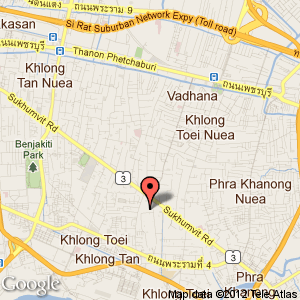 kasan
ถนนพระราม 9
Si Rat Suburban Network Expy (Toll road)
ถนนเพชรบุรี
Thanon Phetchaburi
ถนนเพชรบุรี
Khlong
Tan Nuea
Vadhana
Khlong
Toei Nuea
Sukhumvit Rd
Benjakiti
Park
3
Phra Khanong
Nuea
Sukhumvit Rd
Khlong Toei
Khlong Tan
ถนนพระรามที่ 4
3
Phra
Khlong Toei
Google
Map data ©2012 Tele Atlas